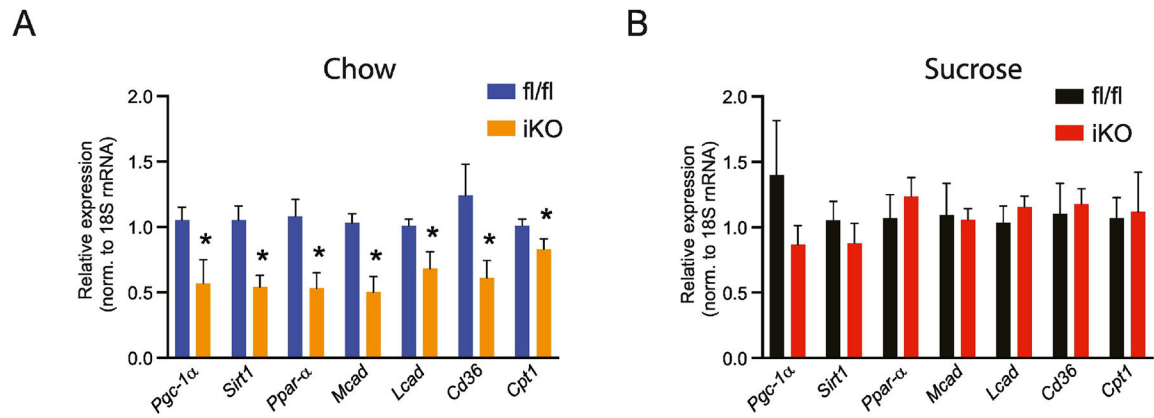 A
Chow
fl/fl
iKO
Relative expression
(norm. to 18S mRNA)
2.0
1.5
1.0
0.5
0.0
* * * * * * *
Pgc-1α Sirt1 Ppar-α Mcad Lcad Cd36 Cpt1
B
Sucrose
fl/fl
iKO
Relative expression
(norm. to 18S mRNA)
2.0
1.5
1.0
0.5
0.0
Pgc-1α Sirt1 Ppar-α Mcad Lcad Cd36 Cpt1